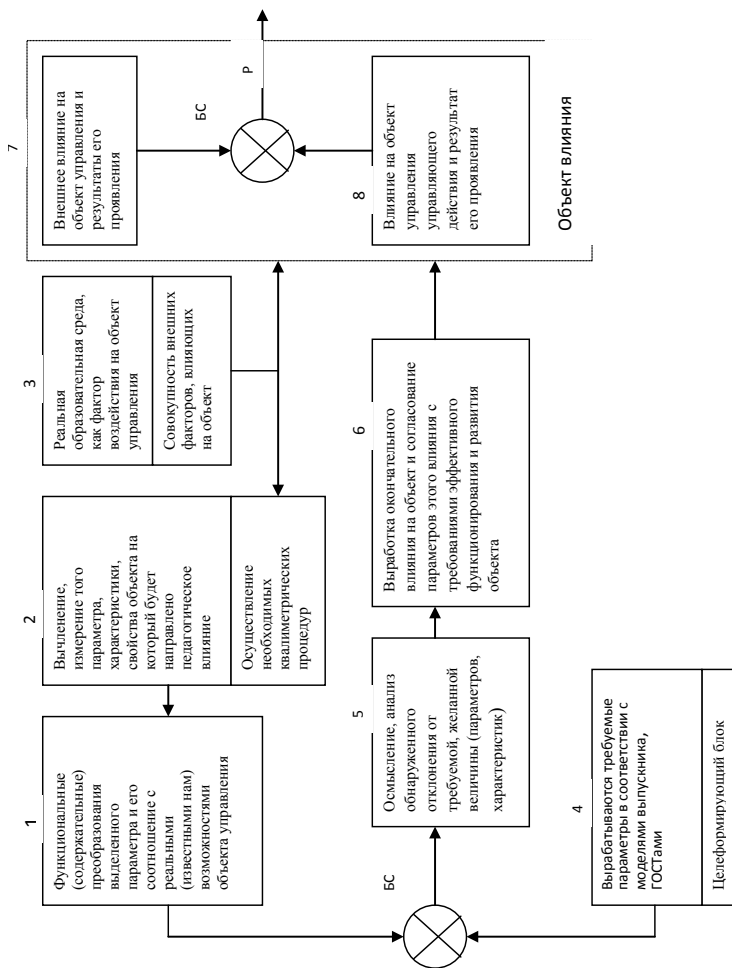 1
Функциональные
(содержательные)
преобразования
выделенного
параметра и его
соотношение с
реальными
(известными нам)
возможностями
объекта управления
2
Вычленение,
измерение того
параметра,
характеристики,
свойства объекта на
который будет
направлено
педагогическое
влияние
Осуществление
необходимых
квалиметрических
процедур
3
Реальная
образовательная среда,
как фактор
воздействия на объект
управления
Совокупность внешних
факторов, влияющих
на объект
7
Внешнее влияние на
объект управления и
результаты его
проявления
БС
Р
БС
5
Осмысление, анализ
обнаруженного
отклонения от
требуемой, желанной
величины (параметров,
характеристик)
6
Выработка окончательного
влияния на объект и согласование
параметров этого влияния с
требованиями эффективного
функционирования и развития
объекта
8
Влияние на объект
управления
управляющего
действия и результат
его проявления
Объект влияния
4
Вырабатываются требуемые
параметры в соответствии с
моделями выпускника,
ГОСТами
Целеформирующий блок